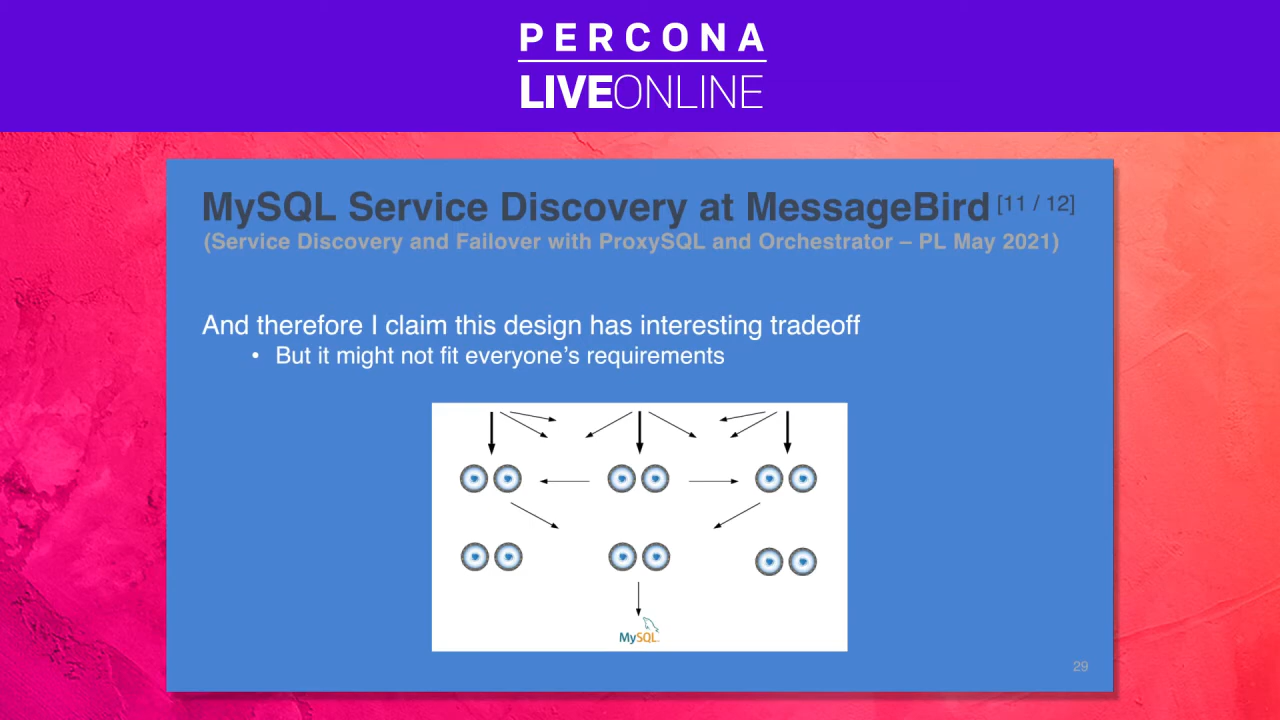 PERCONA
LIVEONLINE
MySQL Service Discovery at MessageBird [11 / 12]
(Service Discovery and Failover with ProxySQL and Orchestrator – PL May 2021)
And therefore I claim this design has interesting tradeoff
• But it might not fit everyone’s requirements
MySQL
29